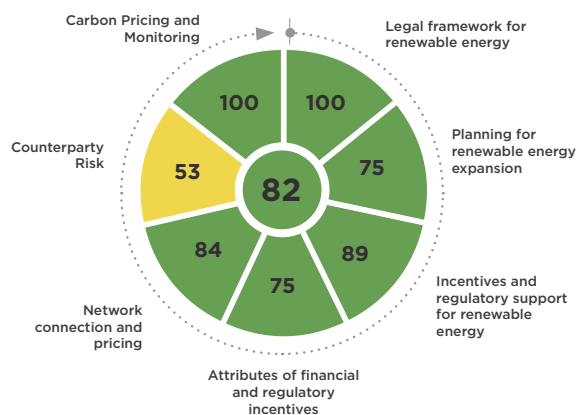 Carbon Pricing and
Monitoring
Legal framework for
renewable energy
100
100
Counterparty
Risk
53
82
75
Planning for
renewable energy
expansion
84
89
75
Network
connection and
pricing
Incentives and
regulatory support
for renewable
energy
Attributes of financial
and regulatory
incentives